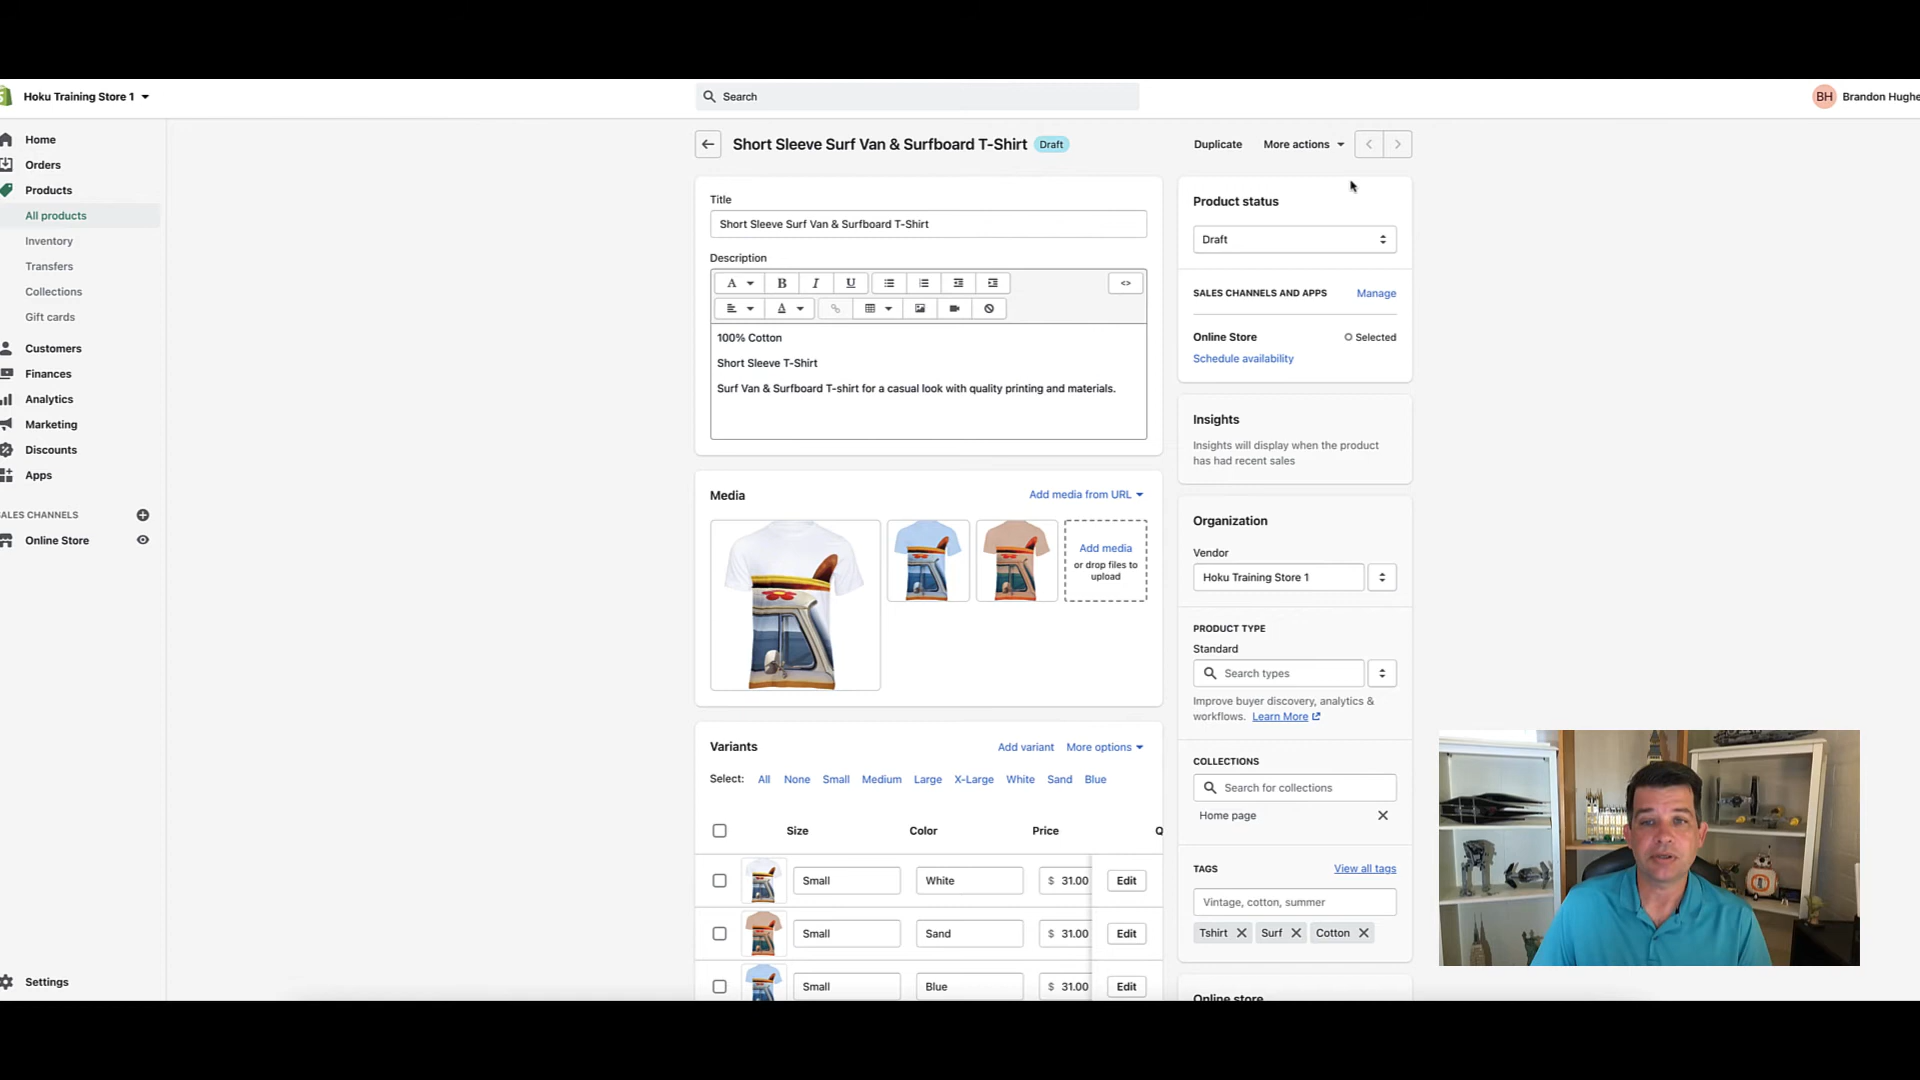 Hoku Training Store 1
Search
BH
Brandon Hughe
Home
Orders
Products
All products
Inventory
Transfers
Collections
Gift cards
Customers
Finances
Analytics
Marketing
Discounts
Apps
SALES CHANNELS
Online Store
Settings
Short Sleeve Surf Van & Surfboard T-Shirt Draft
Duplicate More actions
Title
Short Sleeve Surf Van & Surfboard T-Shirt
Description
A B I U <>
A
100% Cotton
Short Sleeve T-Shirt
Surf Van & Surfboard T-shirt for a casual look with quality printing and materials.
Media Add media from URL
Add media
or drop files to
upload
Variants Add variant More options
Select: All None Small Medium Large X-Large White Sand Blue
Size Color Price Q
Small White $ 31.00 Edit
Small Sand $ 31.00 Edit
Small Blue $ 31.00 Edit
Product status
Draft
SALES CHANNELS AND APPS Manage
Online Store Selected
Schedule availability
Insights
Insights will display when the product
has had recent sales
Organization
Vendor
Hoku Training Store 1
PRODUCT TYPE
Standard
Search types
Improve buyer discovery, analytics &
workflows. Learn More
COLLECTIONS
Search for collections
Home page
TAGS View all tags
Vintage, cotton, summer
Tshirt Surf Cotton
Online store